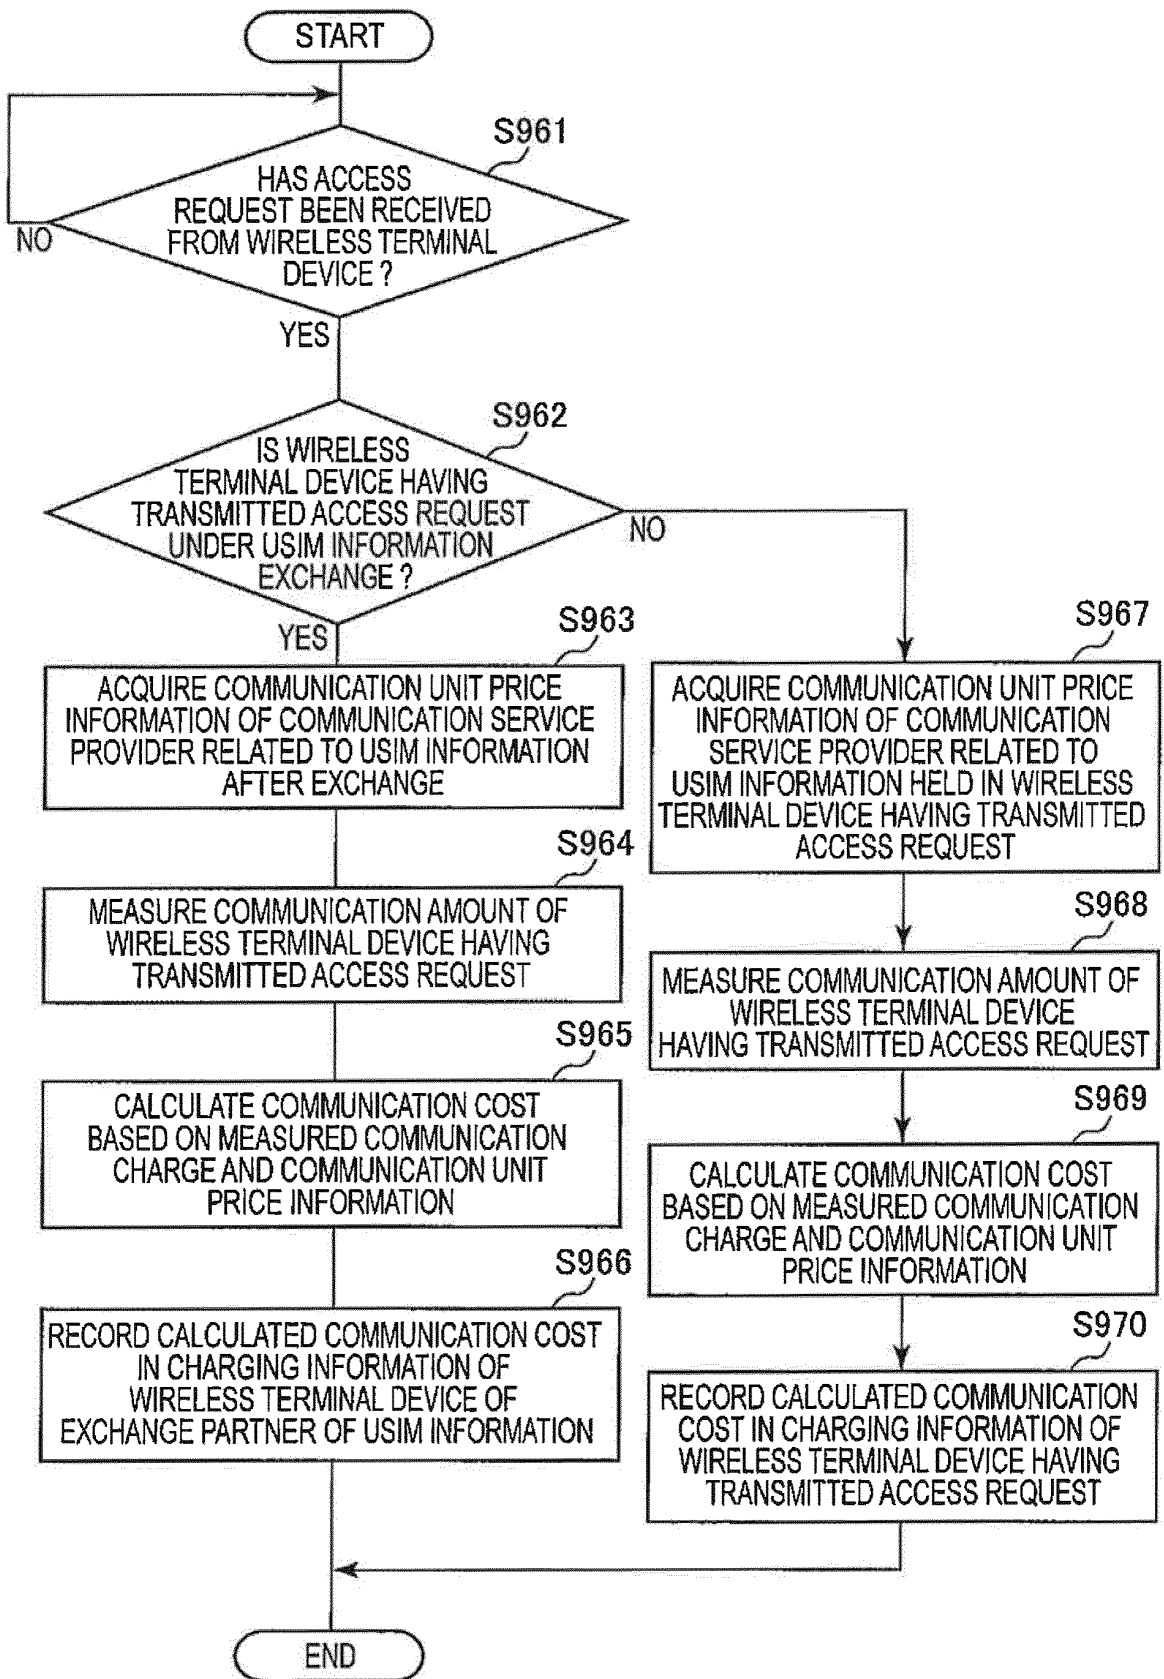 START
S961
HAS ACCESS
REQUEST BEEN RECEIVED
FROM WIRELESS TERMINAL
DEVICE ?
NO
YES
S962
IS WIRELESS
TERMINAL DEVICE HAVING
TRANSMITTED ACCESS REQUEST
UNDER USIM INFORMATION
EXCHANGE ?
NO
YES
S963
ACQUIRE COMMUNICATION UNIT PRICE
INFORMATION OF COMMUNICATION SERVICE
PROVIDER RELATED TO USIM INFORMATION
AFTER EXCHANGE
S964
MEASURE COMMUNICATION AMOUNT OF
WIRELESS TERMINAL DEVICE HAVING
TRANSMITTED ACCESS REQUEST
S965
CALCULATE COMMUNICATION COST
BASED ON MEASURED COMMUNICATION
CHARGE AND COMMUNICATION UNIT
PRICE INFORMATION
S966
RECORD CALCULATED COMMUNICATION COST
IN CHARGING INFORMATION OF
WIRELESS TERMINAL DEVICE OF
EXCHANGE PARTNER OF USIM INFORMATION
S967
ACQUIRE COMMUNICATION UNIT PRICE
INFORMATION OF COMMUNICATION
SERVICE PROVIDER RELATED TO
USIM INFORMATION HELD IN WIRELESS
TERMINAL DEVICE HAVING TRANSMITTED
ACCESS REQUEST
S968
MEASURE COMMUNICATION AMOUNT OF
WIRELESS TERMINAL DEVICE
HAVING TRANSMITTED ACCESS REQUEST
S969
CALCULATE COMMUNICATION COST
BASED ON MEASURED COMMUNICATION
CHARGE AND COMMUNICATION UNIT
PRICE INFORMATION
S970
RECORD CALCULATED COMMUNICATION
COST IN CHARGING INFORMATION OF
WIRELESS TERMINAL DEVICE HAVING
TRANSMITTED ACCESS REQUEST
END